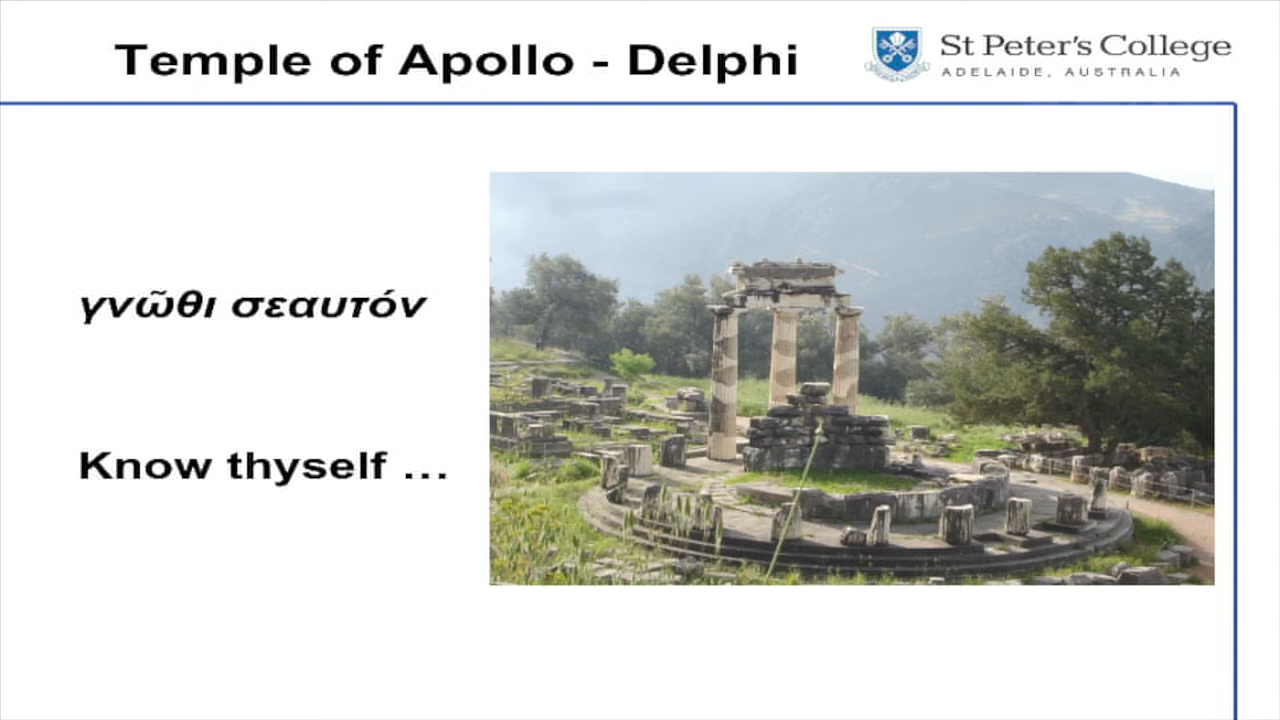 Temple of Apollo - Delphi
St Peter's College
ADELAIDE, AUSTRALIA
γνῶθι σεαυτόν
Know thyself ...